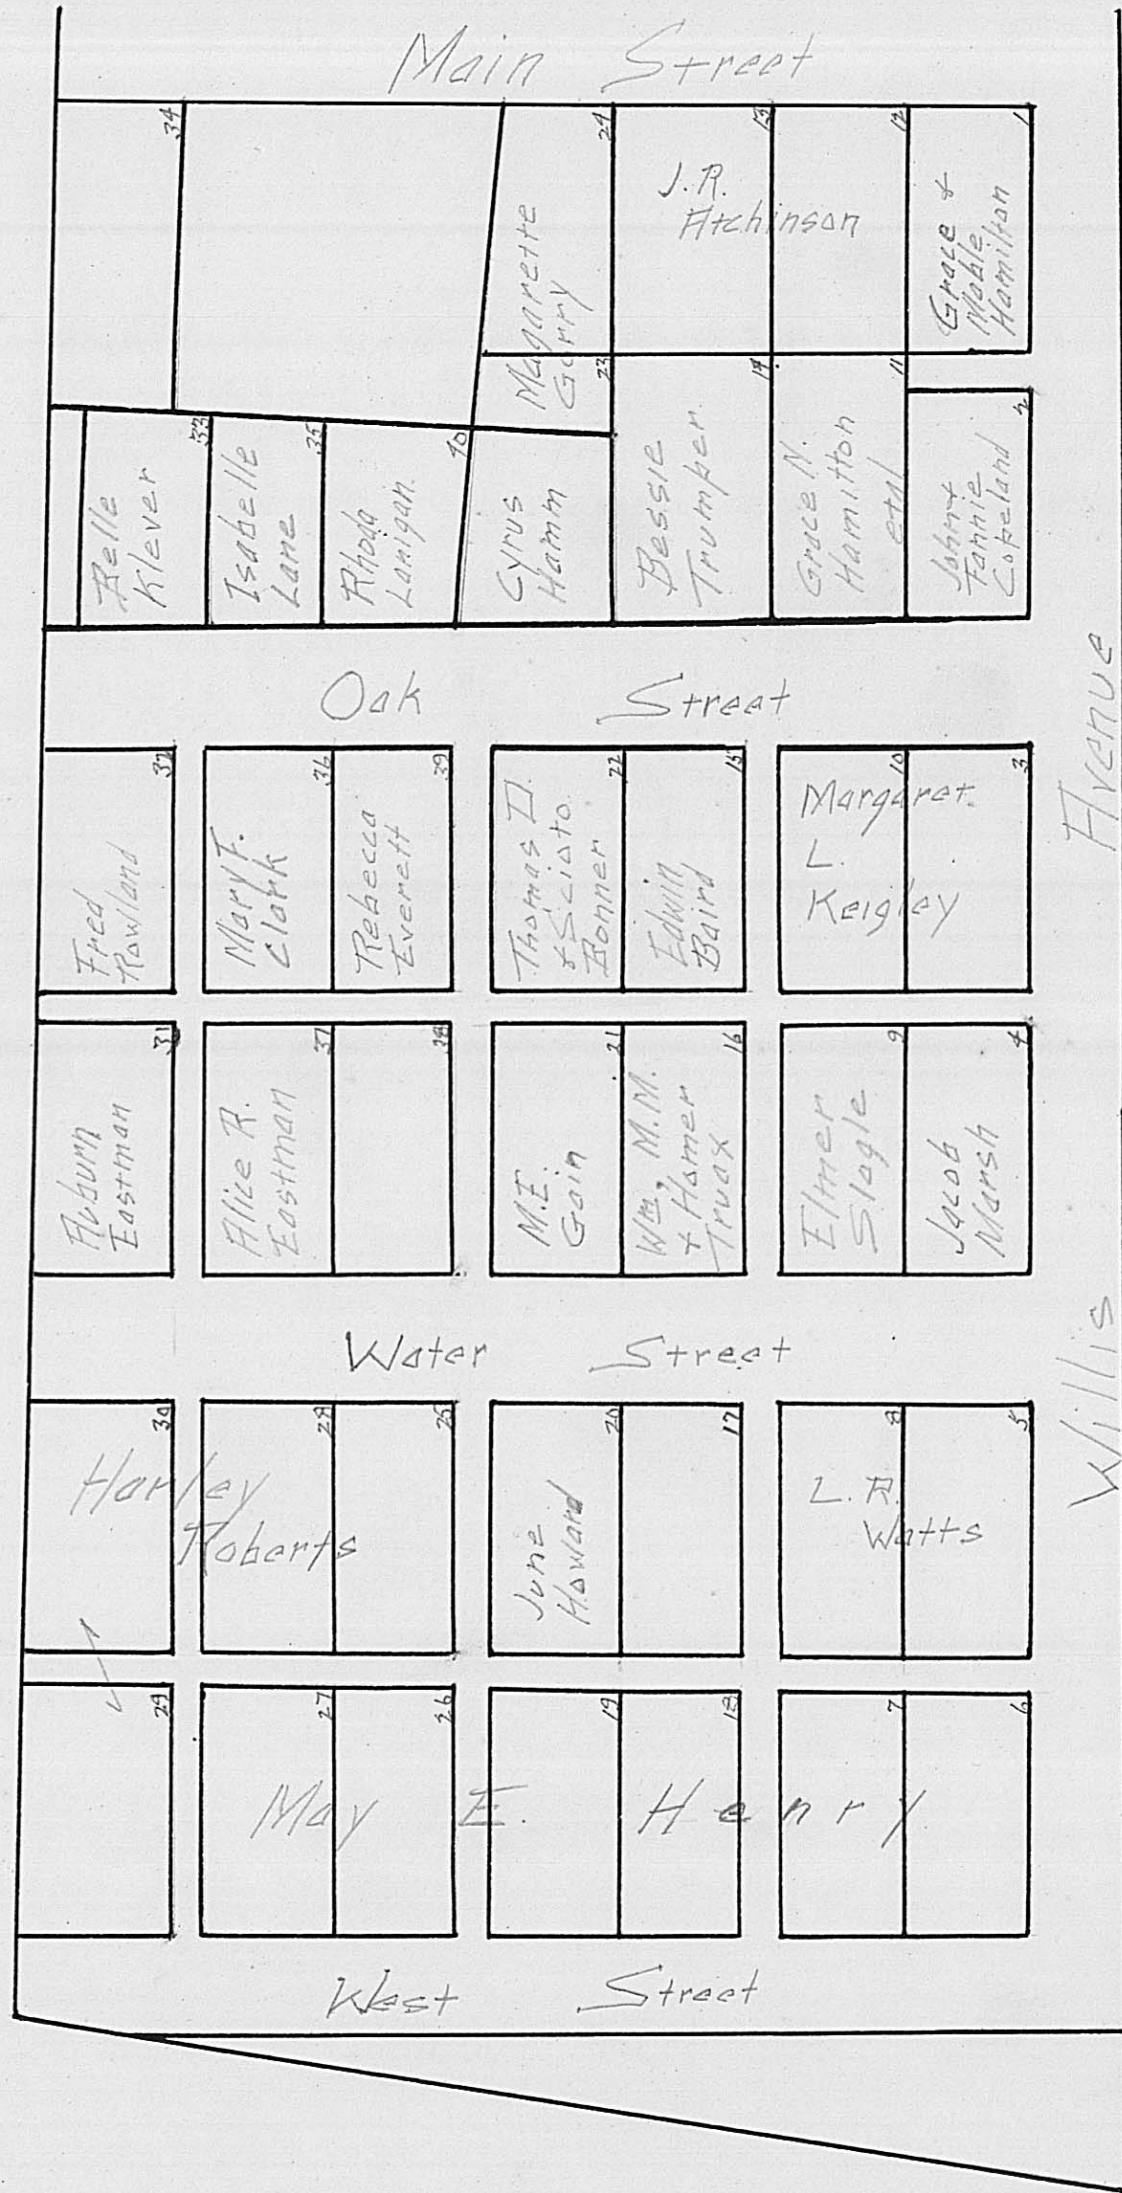 Main Street
34
24
13
12
1
J.R.
Atchinson
Grace &
Mable
Hamilton
Magarette
Gorry
23
14
11
2
33
35
40
Belle
Klever
Isabelle
Lane
Rhoda
Lanigan
Cyrus
Hamm
Bessie
Trumper
Grace N.
Hamilton
etal
John &
Fannie
Copeland
Oak Street
32
36
39
22
15
10
3
Fred
Rowland
Mary F.
Clark
Rebecca
Everett
Thomas D.
& Scioto
Bonner
Edwin
Baird
Margaret
L.
Keigley
31
37
38
21
16
9
4
Auburn
Eastman
Alice R.
Eastman
M.E.
Gain
Wm. M.M.
& Homer
Truax
Elmer
Slagle
Jacob
Marsh
Water Street
30
28
25
20
17
8
5
Harley
Roberts
June
Howard
L. R.
Watts
29
27
26
19
18
7
6
May E. Henry
West Street
Willis Avenue